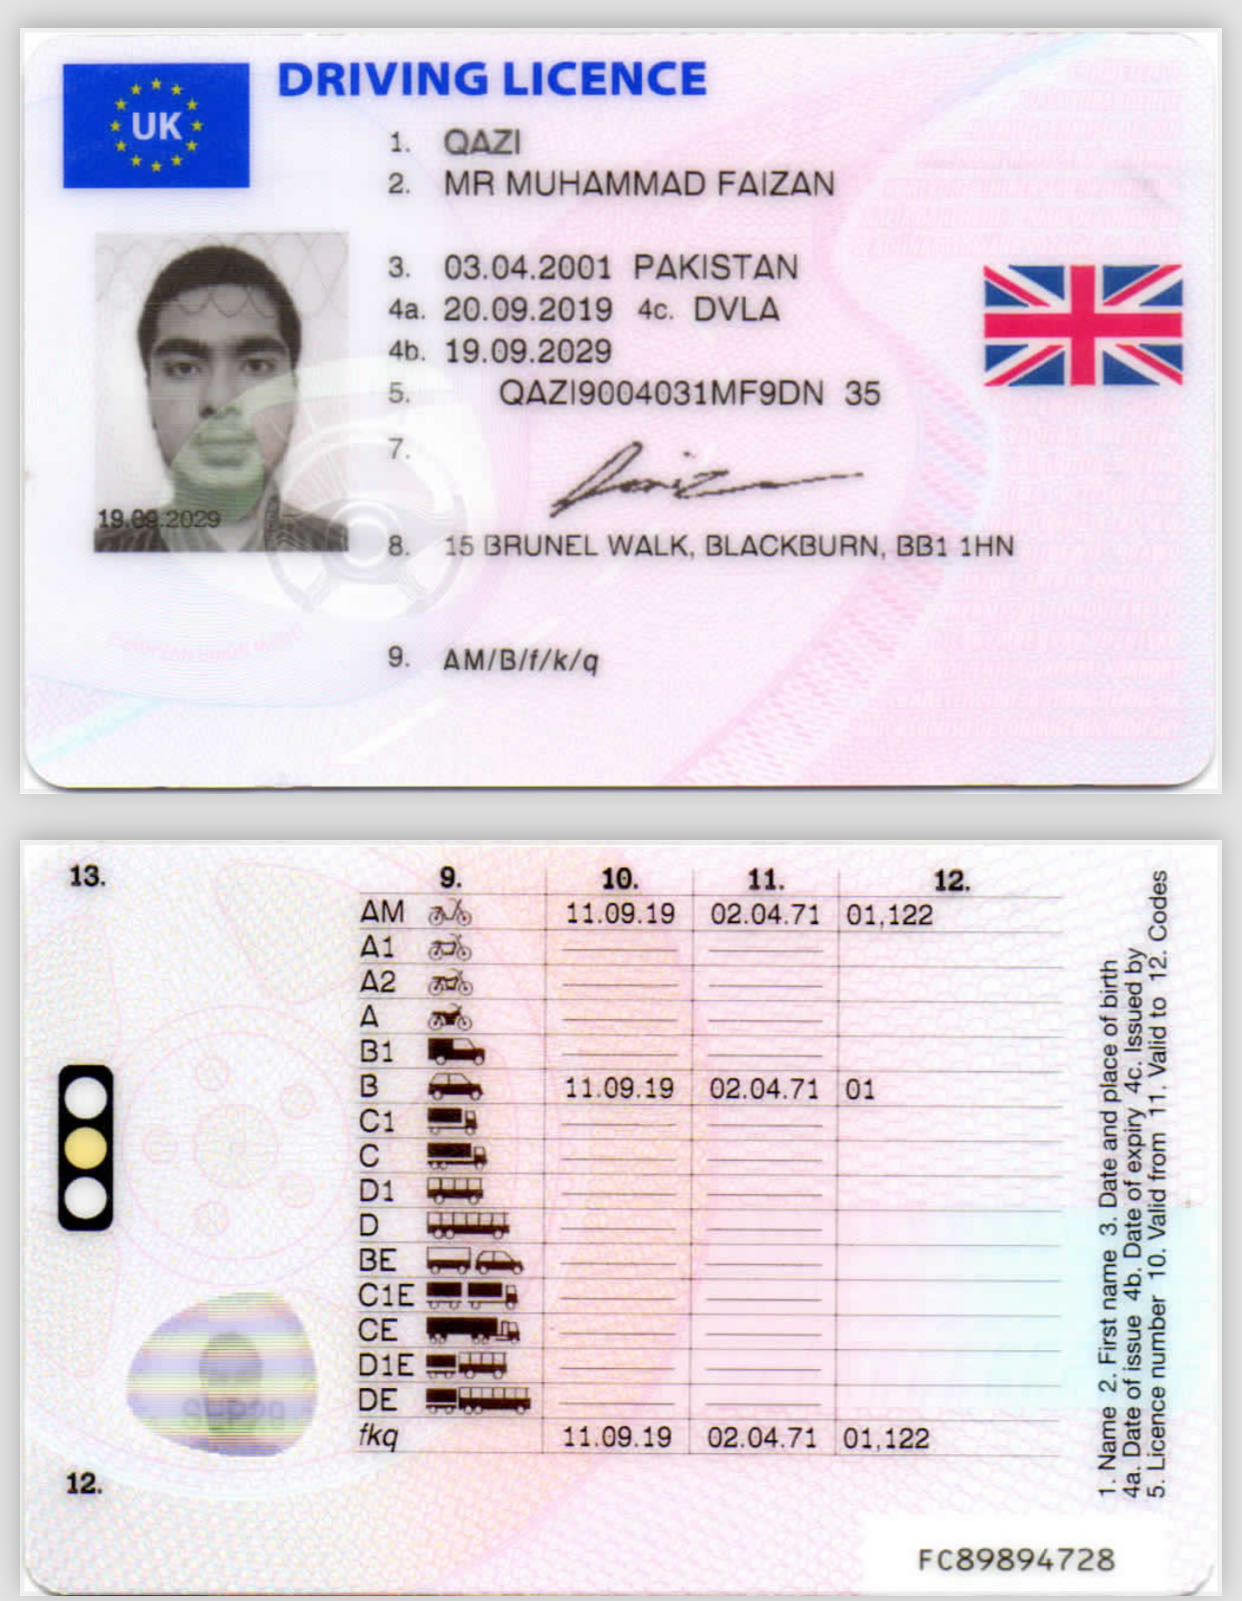 UK
DRIVING LICENCE
1. QAZI
2. MR MUHAMMAD FAIZAN
3. 03.04.2001 PAKISTAN
4a. 20.09.2019 4c. DVLA
4b. 19.09.2029
5. QAZI9004031MF9DN 35
7.
19.09.2029
8. 15 BRUNEL WALK, BLACKBURN, BB1 1HN
9. AM/B/f/k/q
13.
9. 10. 11. 12.
AM 11.09.19 02.04.71 01,122
A1
A2
A
B1
B 11.09.19 02.04.71 01
C1
C
D1
D
BE
C1E
CE
D1E
DE
fkq 11.09.19 02.04.71 01,122
12.
1. Name 2. First name 3. Date and place of birth
4a. Date of issue 4b. Date of expiry 4c. Issued by
5. Licence number 10. Valid from 11. Valid to 12. Codes
FC89894728